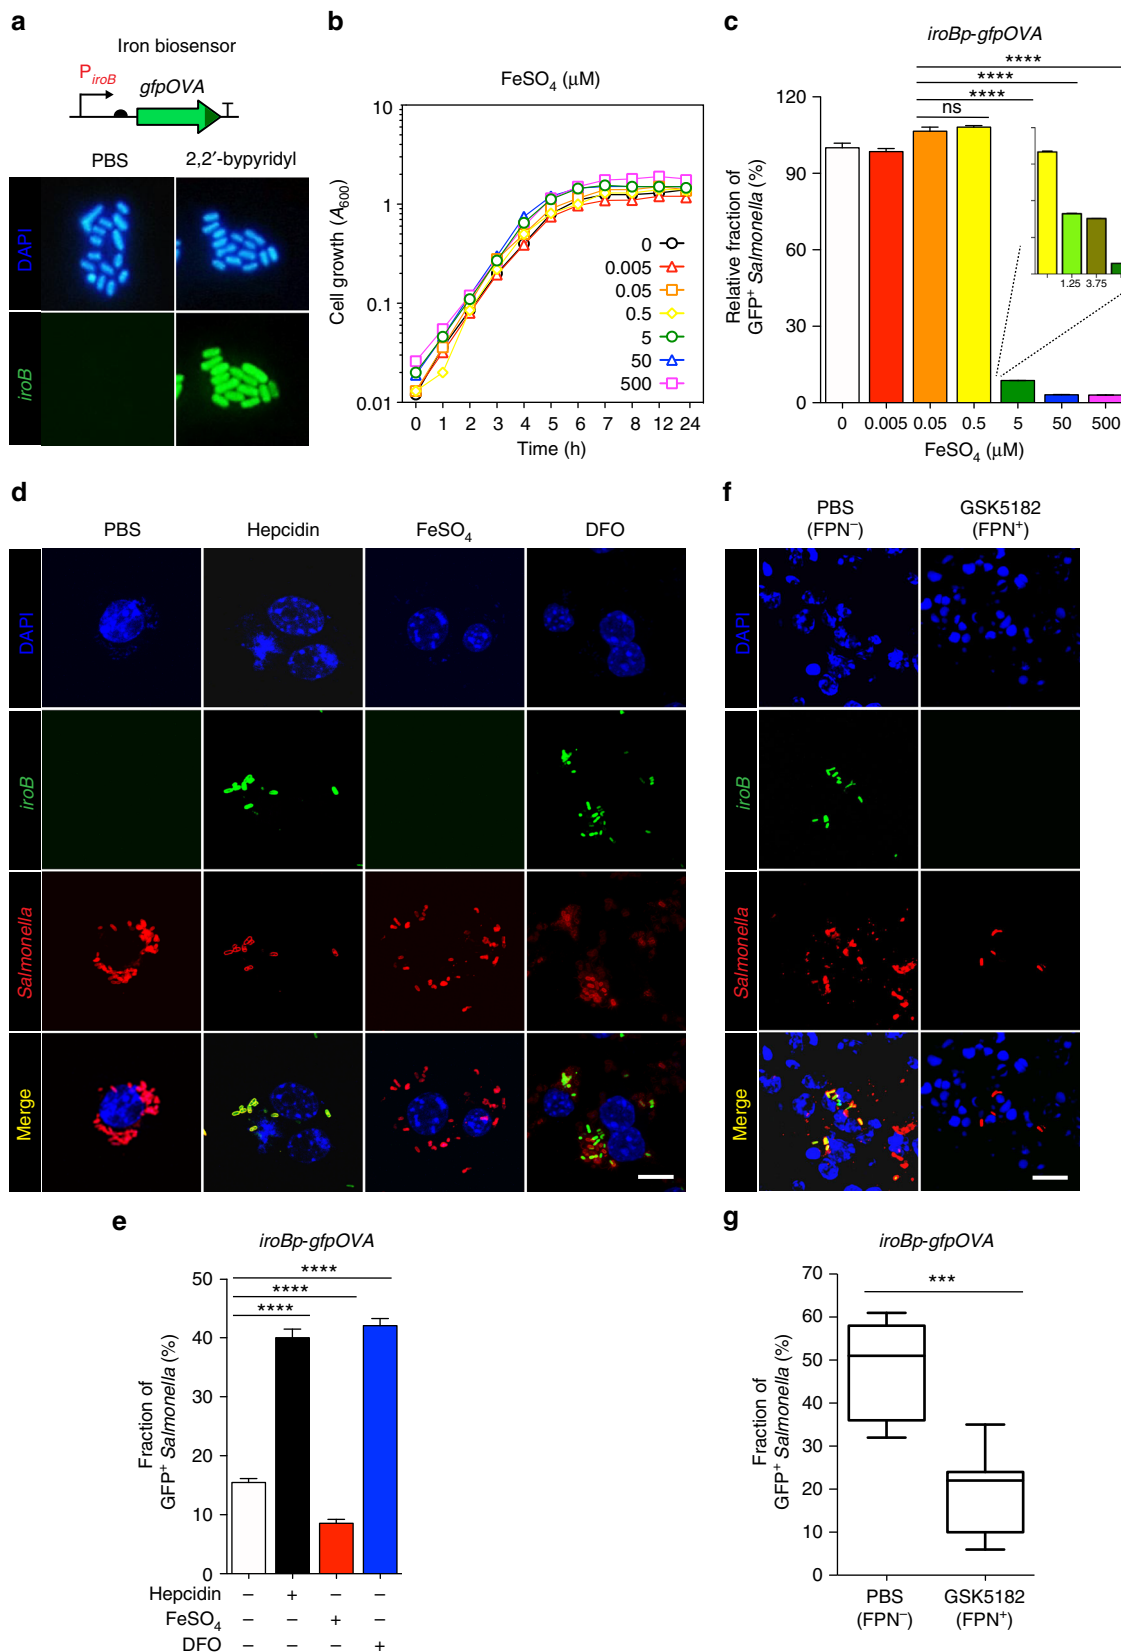 a
Iron biosensor
PiroB
gfpOVA
PBS
2,2′-bypyridyl
DAPI
iroB
b
FeSO4 (μM)
Cell growth (A600)
10
1
0.1
0.01
0
0.005
0.05
0.5
5
50
500
0 1 2 3 4 5 6 7 8 12 24
Time (h)
c
iroBp-gfpOVA
****
****
****
ns
Relative fraction of
GFP+ Salmonella (%)
120
90
60
30
0
1.25 3.75
0 0.005 0.05 0.5 5 50 500
FeSO4 (μM)
d
PBS
Hepcidin
FeSO4
DFO
DAPI
iroB
Salmonella
Merge
f
PBS
(FPN−)
GSK5182
(FPN+)
DAPI
iroB
Salmonella
Merge
e
iroBp-gfpOVA
****
****
****
Fraction of
GFP+ Salmonella (%)
50
40
30
20
10
0
Hepcidin − + − −
FeSO4 − − + −
DFO − − − +
g
iroBp-gfpOVA
***
Fraction of
GFP+ Salmonella (%)
70
60
50
40
30
20
10
0
PBS
(FPN−)
GSK5182
(FPN+)